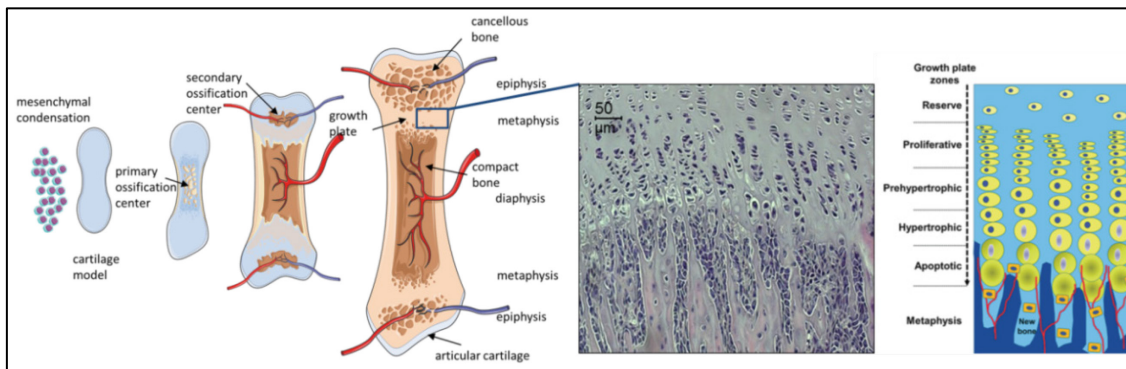 mesenchymal
condensation
cartilage
model
primary
ossification
center
secondary
ossification
center
growth
plate
cancellous
bone
epiphysis
metaphysis
compact
bone
diaphysis
metaphysis
epiphysis
articular cartilage
50
µm
Growth plate
zones
Reserve
Proliferative
Prehypertrophic
Hypertrophic
Apoptotic
Metaphysis
New
bone